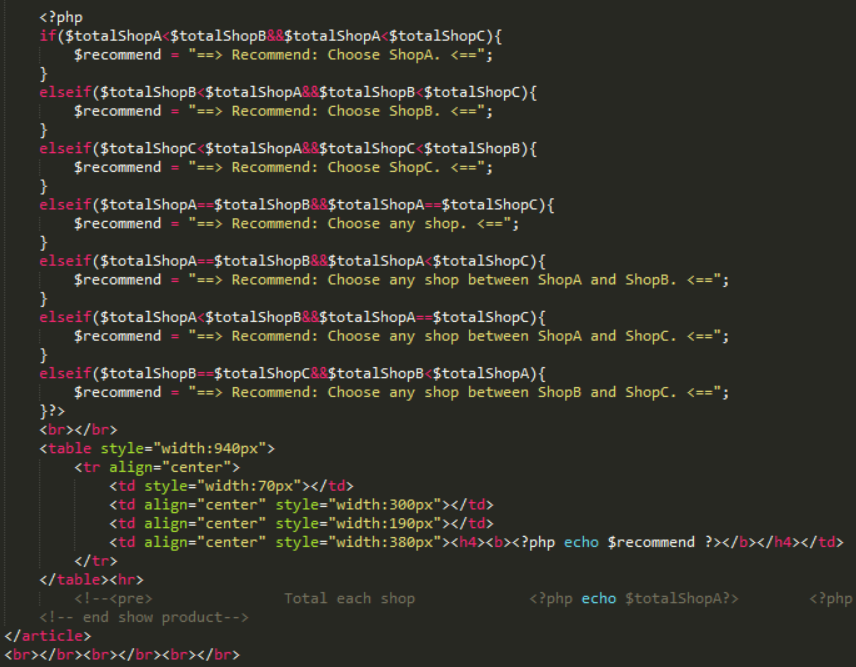 <?php
if($totalShopA<$totalShopB&&$totalShopA<$totalShopC){
$recommend = "==> Recommend: Choose ShopA. <==";
}
elseif($totalShopB<$totalShopA&&$totalShopB<$totalShopC){
$recommend = "==> Recommend: Choose ShopB. <==";
}
elseif($totalShopC<$totalShopA&&$totalShopC<$totalShopB){
$recommend = "==> Recommend: Choose ShopC. <==";
}
elseif($totalShopA==$totalShopB&&$totalShopA==$totalShopC){
$recommend = "==> Recommend: Choose any shop. <==";
}
elseif($totalShopA==$totalShopB&&$totalShopA<$totalShopC){
$recommend = "==> Recommend: Choose any shop between ShopA and ShopB. <==";
}
elseif($totalShopA<$totalShopB&&$totalShopA==$totalShopC){
$recommend = "==> Recommend: Choose any shop between ShopA and ShopC. <==";
}
elseif($totalShopB==$totalShopC&&$totalShopB<$totalShopA){
$recommend = "==> Recommend: Choose any shop between ShopB and ShopC. <==";
}?>
<br></br>
<table style="width:940px">
<tr align="center">
<td style="width:70px"></td>
<td align="center" style="width:300px"></td>
<td align="center" style="width:190px"></td>
<td align="center" style="width:380px"><h4><b><?php echo $recommend ?></b></h4></td>
</tr>
</table><hr>
<!--<pre> Total each shop <?php echo $totalShopA?> <?php
<!-- end show product-->
</article>
<br></br><br></br><br></br>